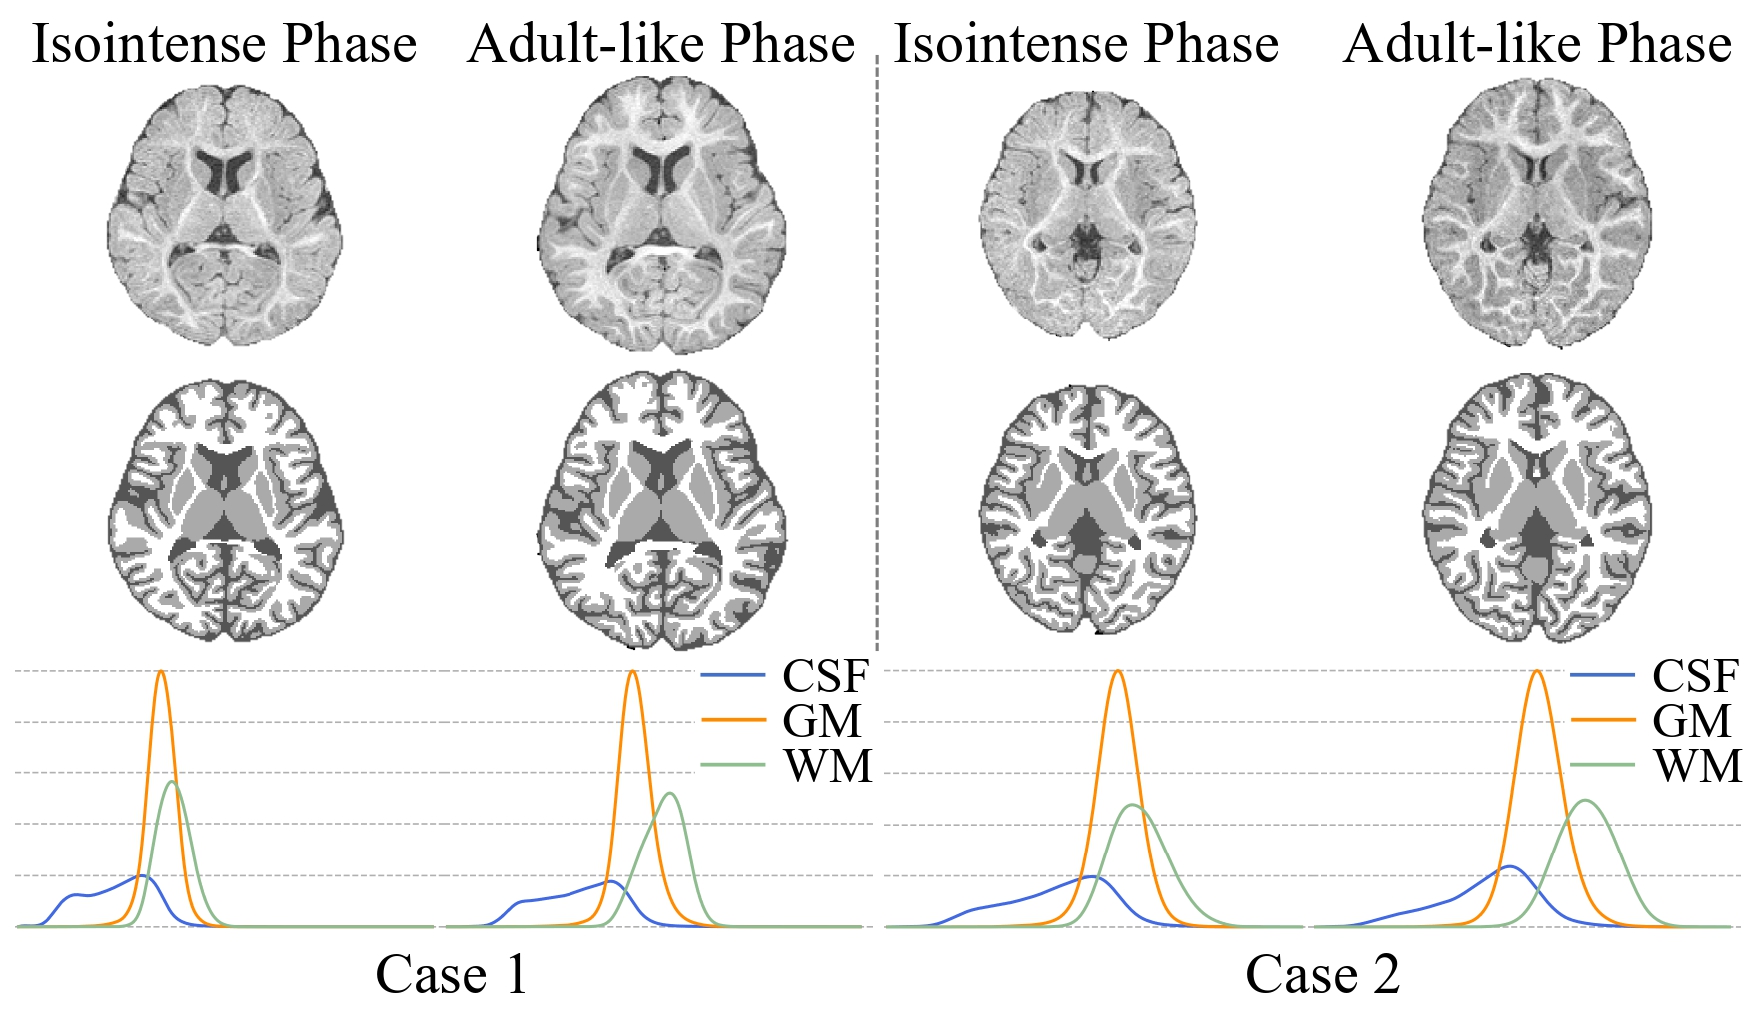 Isointense Phase
Adult-like Phase
Isointense Phase
Adult-like Phase
CSF
GM
WM
CSF
GM
WM
Case 1
Case 2